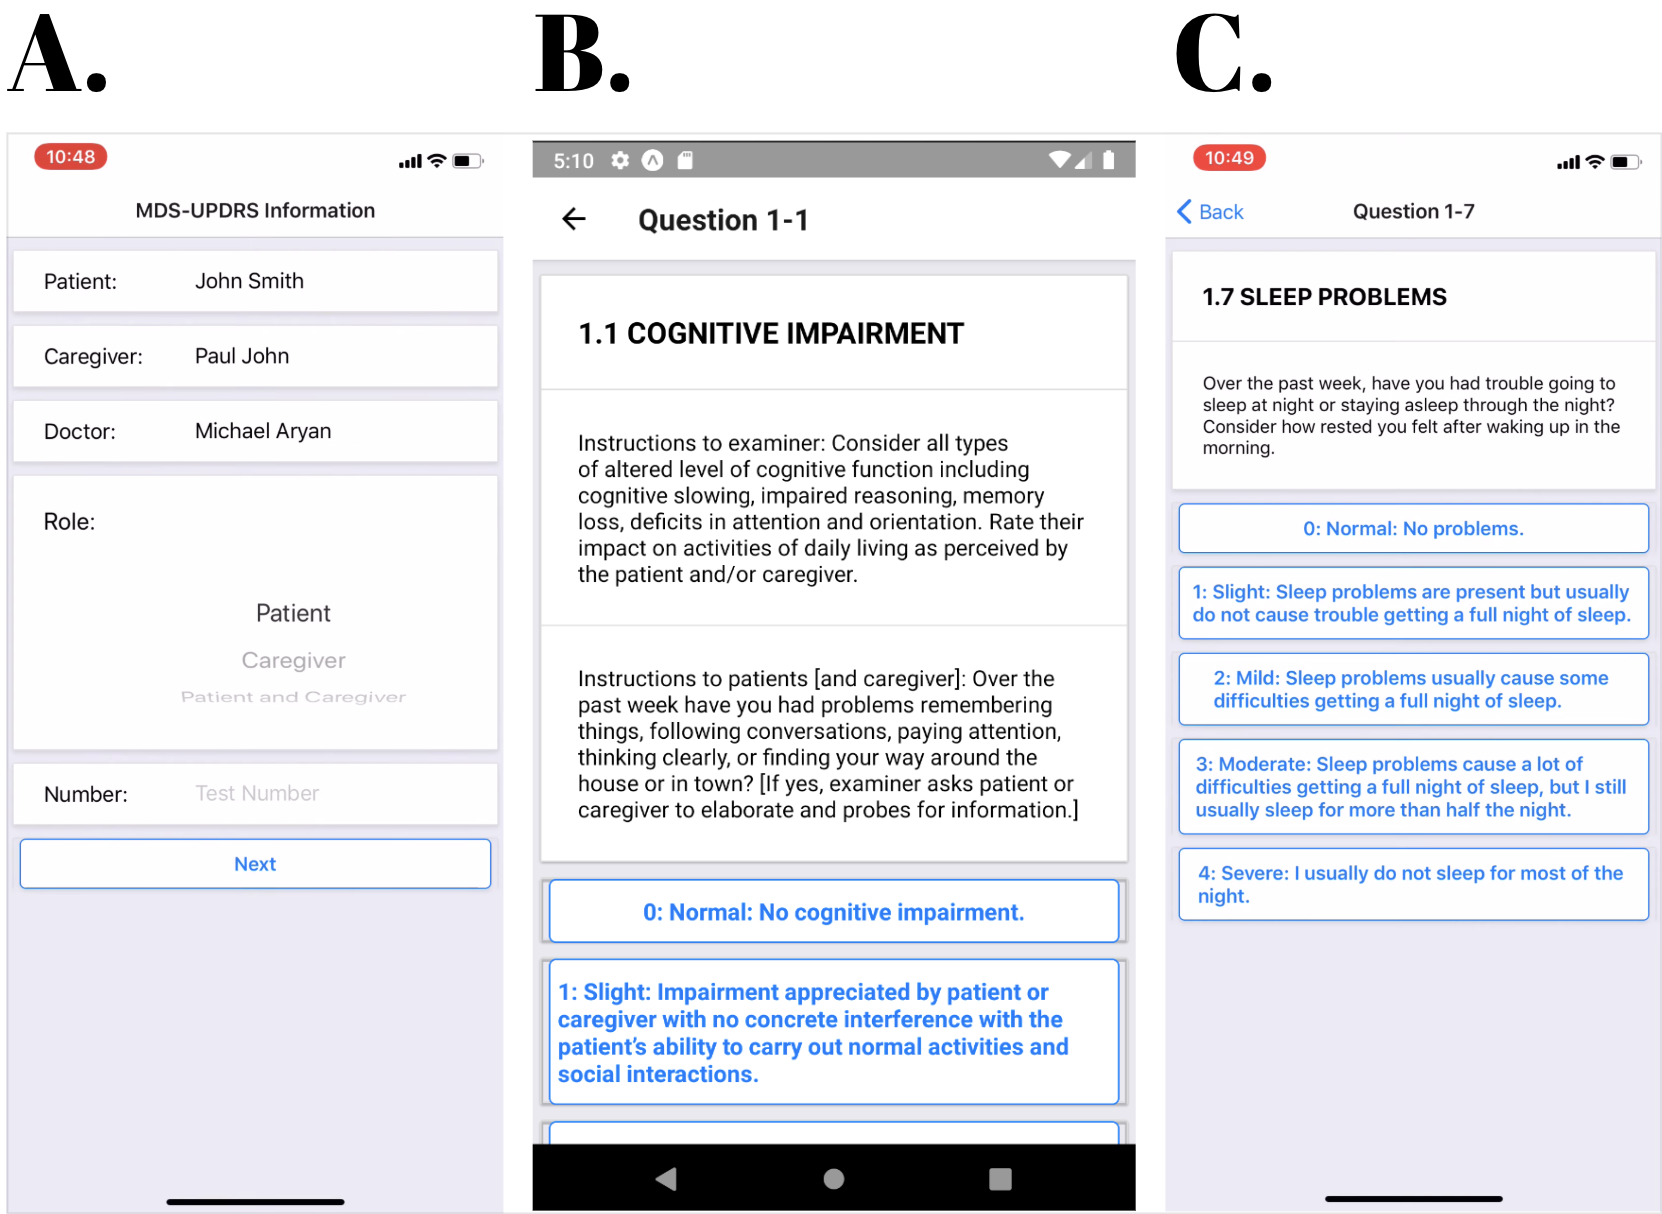 A.
B.
C.
10:48
MDS-UPDRS Information
Patient: John Smith
Caregiver: Paul John
Doctor: Michael Aryan
Role:
Patient
Caregiver
Patient and Caregiver
Number: Test Number
Next
5:10
Question 1-1
1.1 COGNITIVE IMPAIRMENT
Instructions to examiner: Consider all types
of altered level of cognitive function including
cognitive slowing, impaired reasoning, memory
loss, deficits in attention and orientation. Rate their
impact on activities of daily living as perceived by
the patient and/or caregiver.
Instructions to patients [and caregiver]: Over the
past week have you had problems remembering
things, following conversations, paying attention,
thinking clearly, or finding your way around the
house or in town? [If yes, examiner asks patient or
caregiver to elaborate and probes for information.]
0: Normal: No cognitive impairment.
1: Slight: Impairment appreciated by patient or
caregiver with no concrete interference with the
patient’s ability to carry out normal activities and
social interactions.
10:49
Back
Question 1-7
1.7 SLEEP PROBLEMS
Over the past week, have you had trouble going to
sleep at night or staying asleep through the night?
Consider how rested you felt after waking up in the
morning.
0: Normal: No problems.
1: Slight: Sleep problems are present but usually
do not cause trouble getting a full night of sleep.
2: Mild: Sleep problems usually cause some
difficulties getting a full night of sleep.
3: Moderate: Sleep problems cause a lot of
difficulties getting a full night of sleep, but I still
usually sleep for more than half the night.
4: Severe: I usually do not sleep for most of the
night.